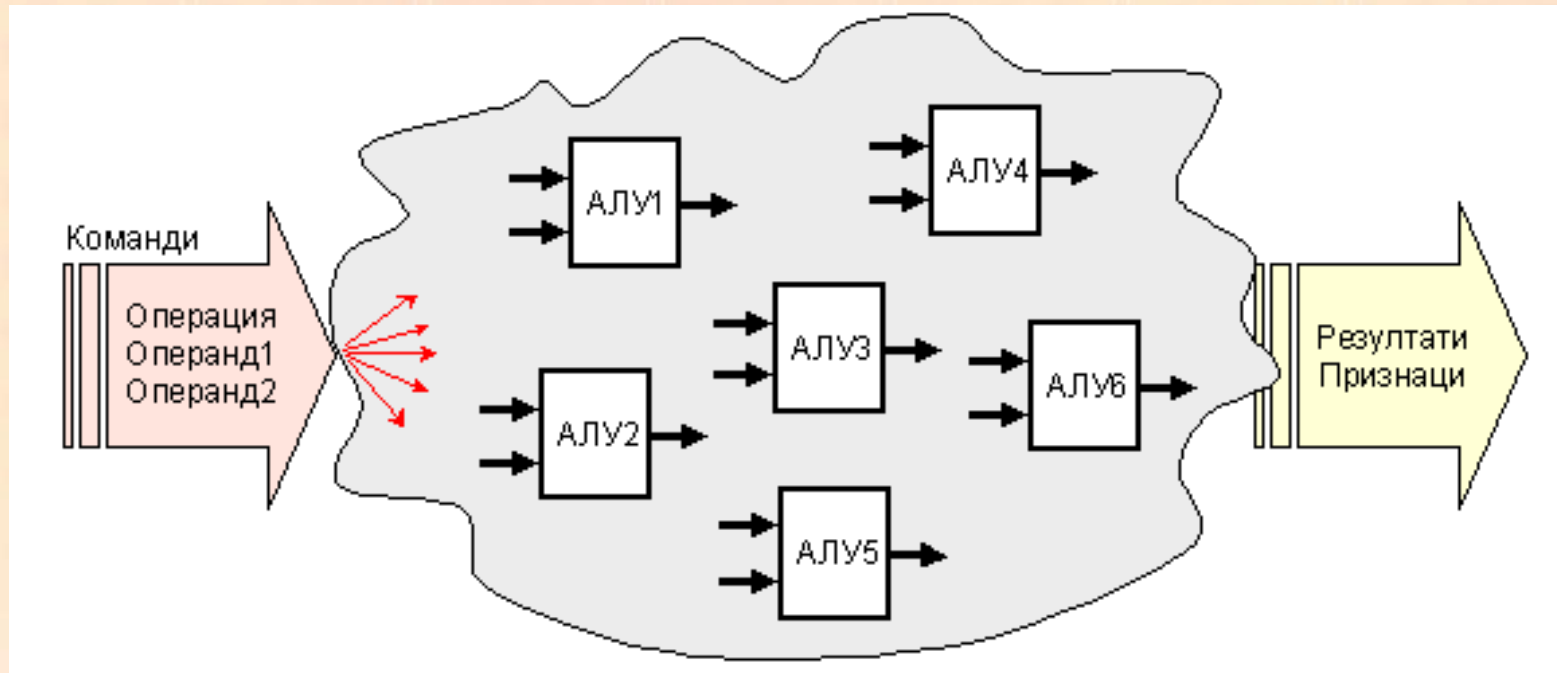 Команди
Операция
Операнд1
Операнд2
АЛУ1
АЛУ4
АЛУ3
АЛУ6
АЛУ2
АЛУ5
Резултати
Признаци